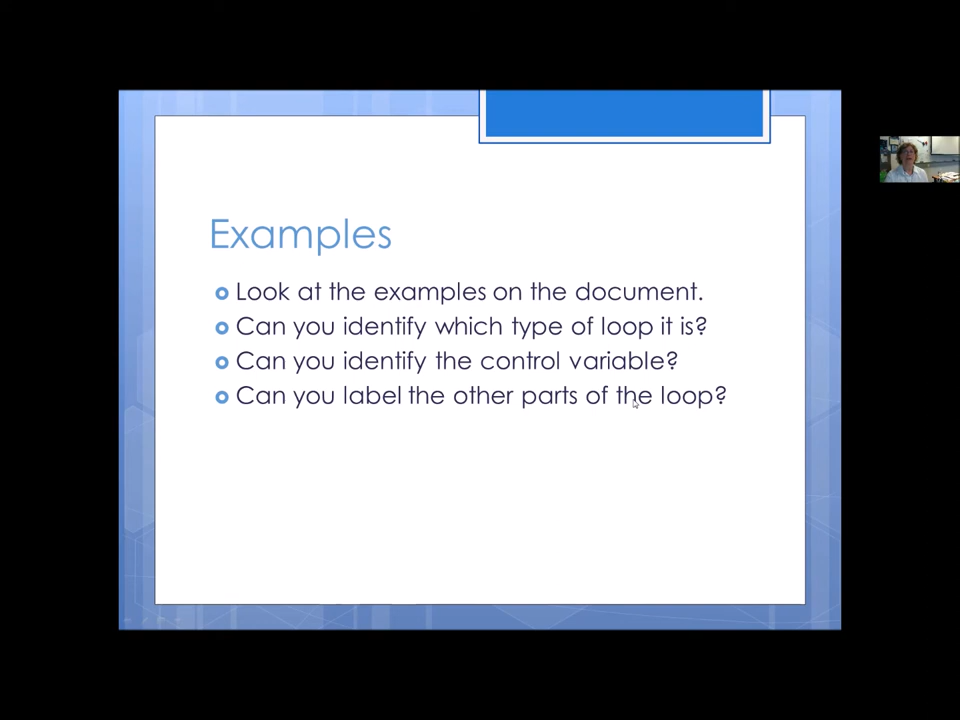 Examples
Look at the examples on the document.
Can you identify which type of loop it is?
Can you identify the control variable?
Can you label the other parts of the loop?